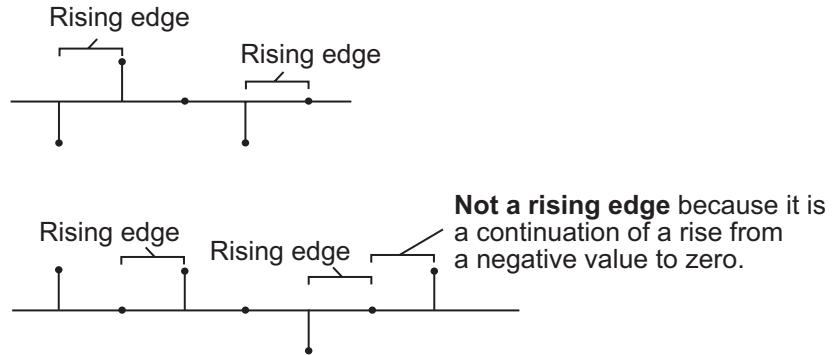 Rising edge
Rising edge
Not a rising edge because it is
a continuation of a rise from
a negative value to zero.
Rising edge
Rising edge